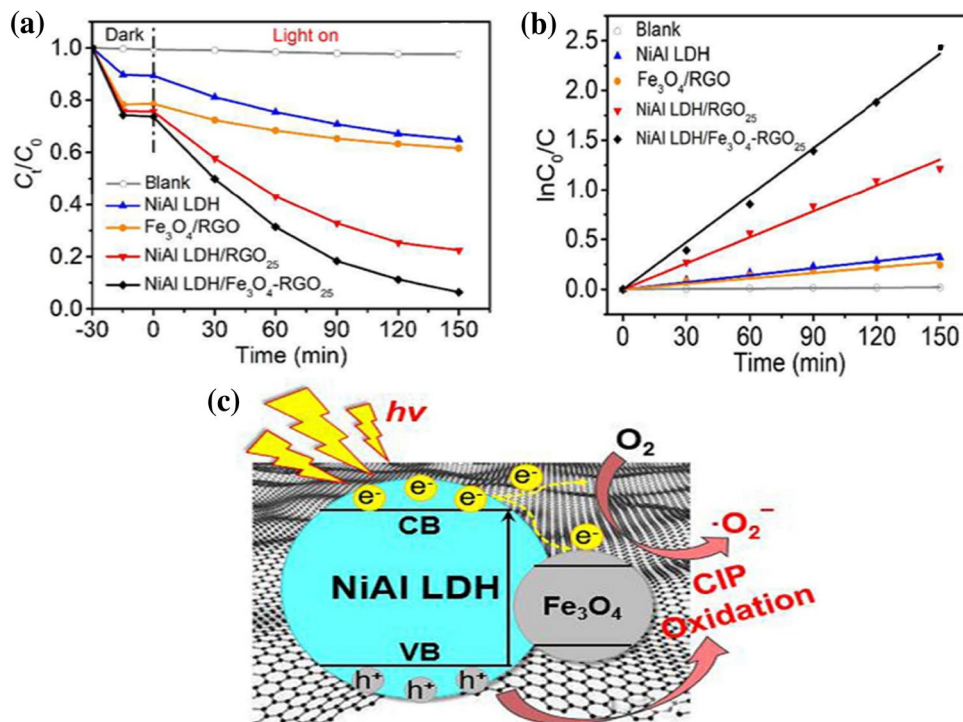 (a)
Dark
Light on
1.0
0.8
0.6
0.4
0.2
0.0
Cₜ/C₀
Blank
NiAl LDH
Fe₃O₄/RGO
NiAl LDH/RGO₂₅
NiAl LDH/Fe₃O₄-RGO₂₅
-30 0 30 60 90 120 150
Time (min)
(b)
Blank
NiAl LDH
Fe₃O₄/RGO
NiAl LDH/RGO₂₅
NiAl LDH/Fe₃O₄-RGO₂₅
2.5
2.0
1.5
1.0
0.5
0.0
lnC₀/C
0 30 60 90 120 150
Time (min)
(c)
hv
O₂
e⁻ e⁻ e⁻ e⁻
e⁻
CB
·O₂⁻
NiAl LDH
Fe₃O₄
CIP
Oxidation
VB
h⁺ h⁺ h⁺